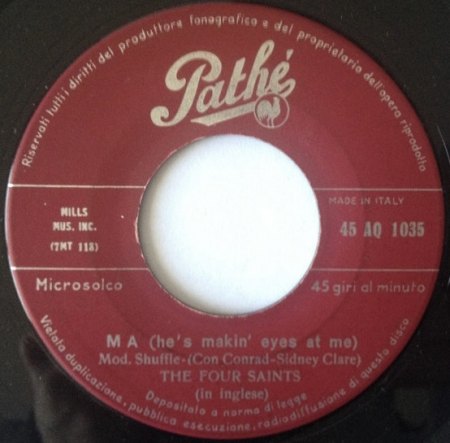 Riservati tutti i diritti del produttore fonografico e del proprietario dell'opera riprodotta
Pathé
MADE IN ITALY
MILLS
MUS. INC.
(7MT 118)
45 AQ 1035
Microsolco
45 giri al minuto
MA (he's makin' eyes at me)
Mod. Shuffle-(Con Conrad-Sidney Clare)
THE FOUR SAINTS
(in inglese)
Depositato a norma di legge
Vietata duplicazione, pubblica esecuzione, radiodiffusione di questo disco